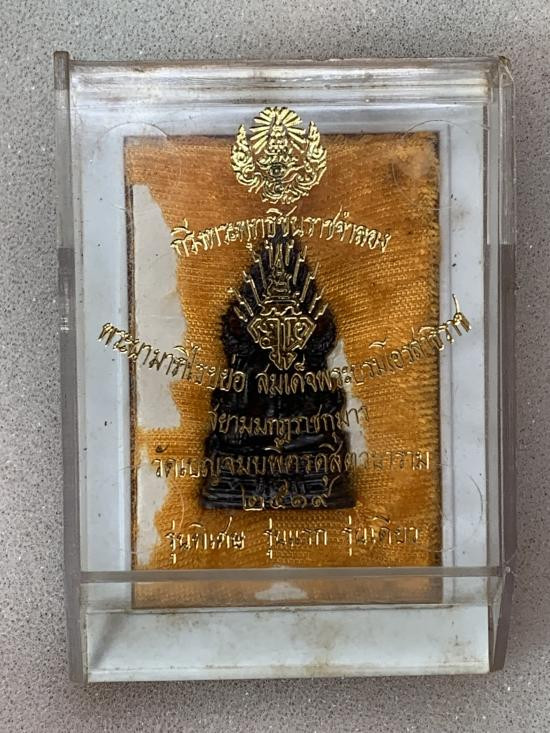 กริ่งพระพุทธชินราชจำลอง
พระนามาภิไธยย่อ สมเด็จพระบรมโอรสาธิราช
สยามมกุฎราชกุมาร
วัดเบญจมบพิตรดุสิตวนาราม
๒๕๑๙
รุ่นพิเศษ รุ่นแรก รุ่นเดียว